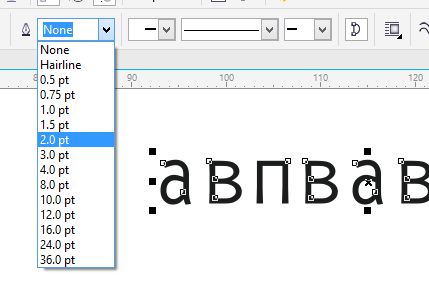 None
80
90
100
110
120
None
Hairline
0.5 pt
0.75 pt
1.0 pt
1.5 pt
2.0 pt
3.0 pt
4.0 pt
8.0 pt
10.0 pt
12.0 pt
16.0 pt
24.0 pt
36.0 pt
авпвав